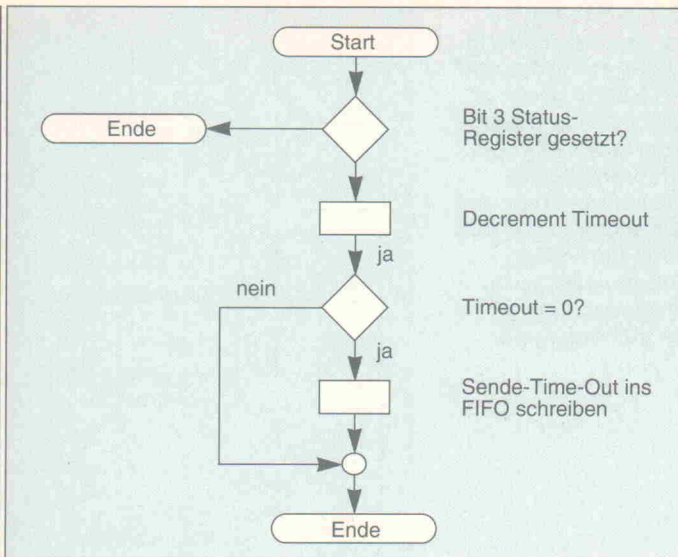 Start
Ende
Bit 3 Status-
Register gesetzt?
Decrement Timeout
ja
nein
Timeout = 0?
ja
Sende-Time-Out ins
FIFO schreiben
Ende